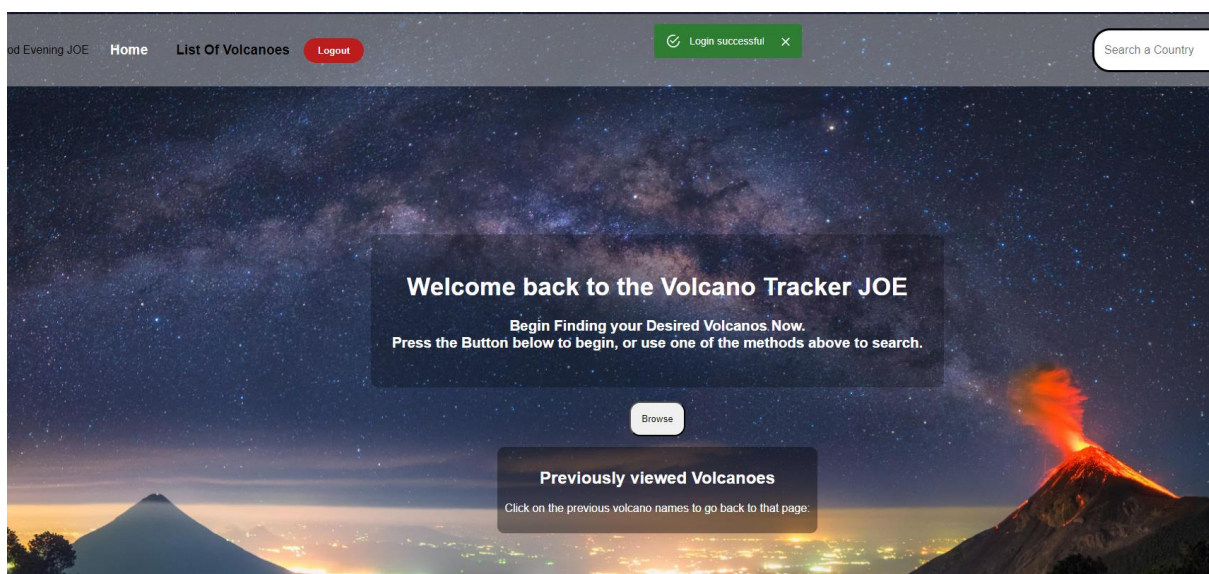 od Evening JOE
Home
List Of Volcanoes
Logout
Login successful
Search a Country
Welcome back to the Volcano Tracker JOE
Begin Finding your Desired Volcanos Now.
Press the Button below to begin, or use one of the methods above to search.
Browse
Previously viewed Volcanoes
Click on the previous volcano names to go back to that page: